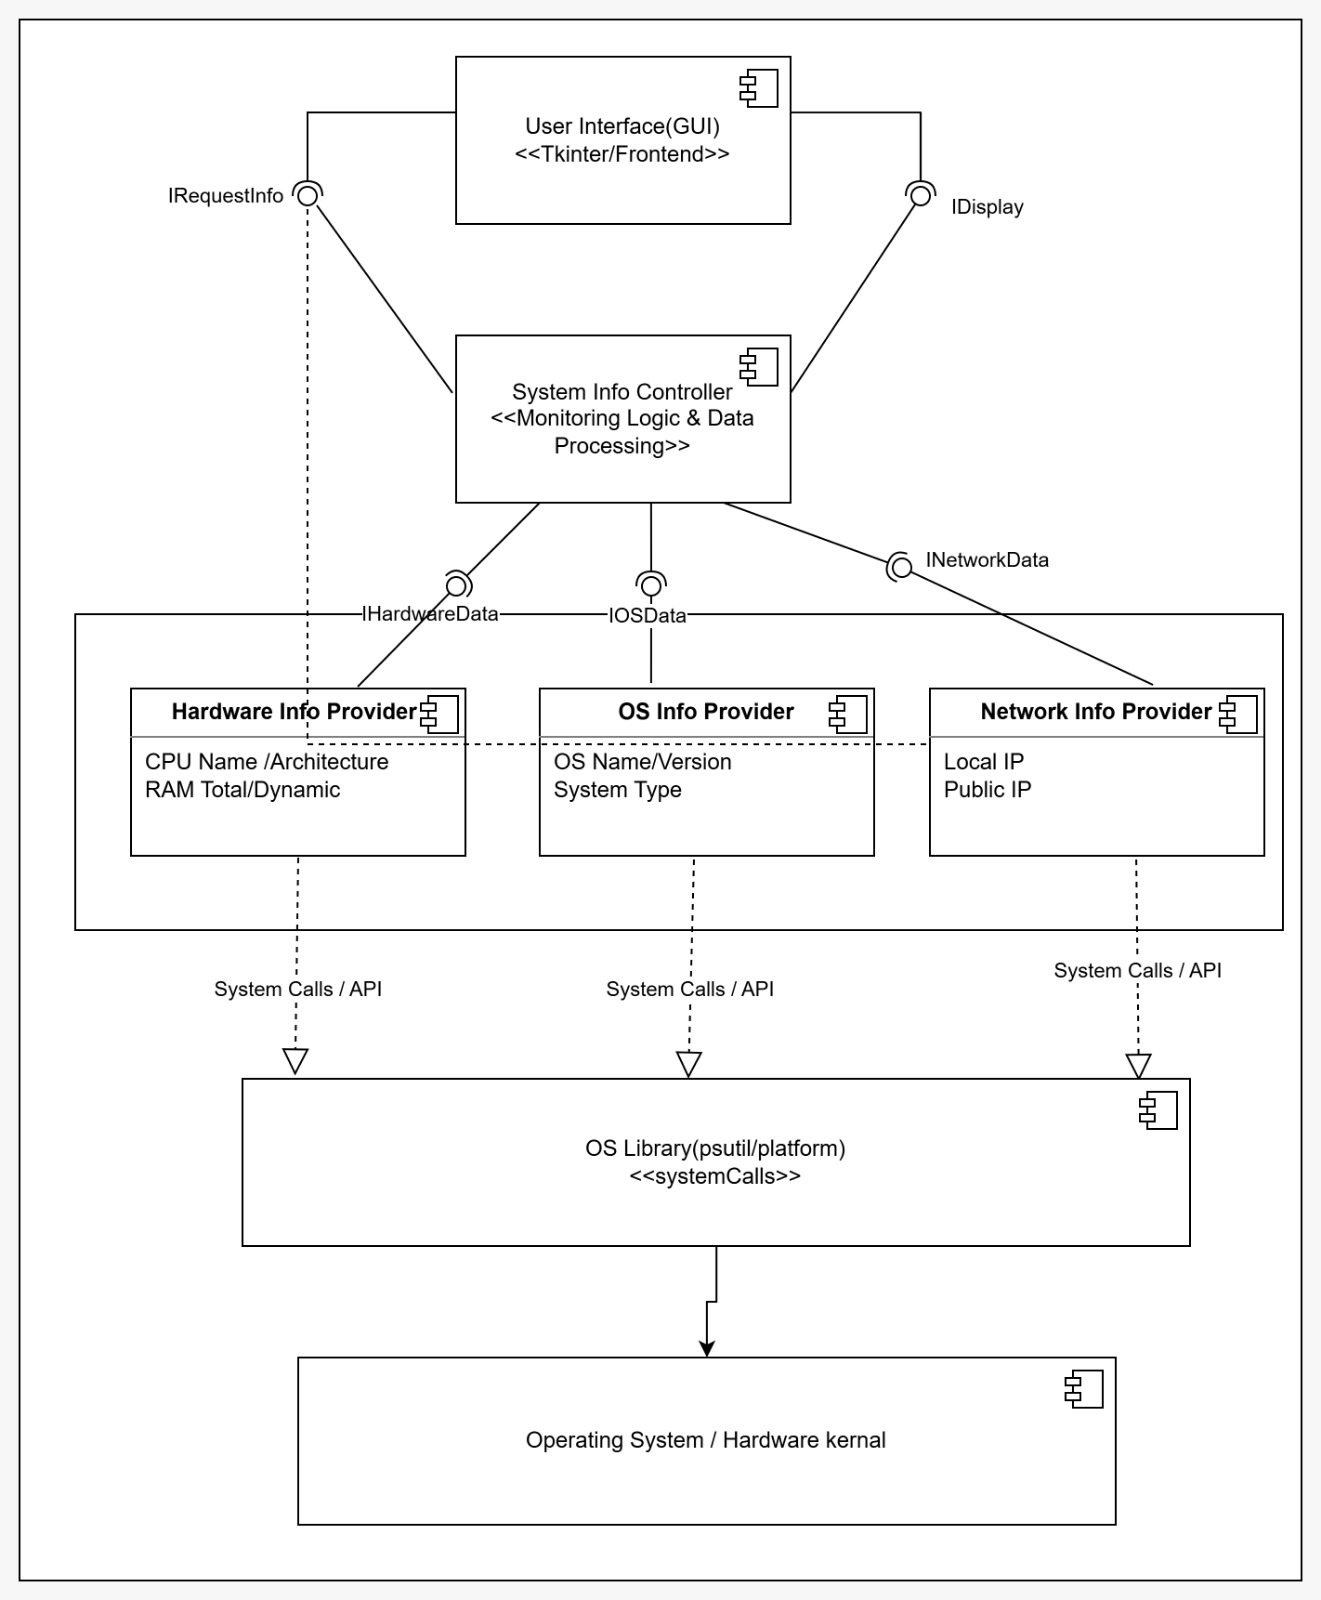 User Interface(GUI)
<<Tkinter/Frontend>>
IRequestInfo
IDisplay
System Info Controller
<<Monitoring Logic & Data
Processing>>
INetworkData
IHardwareData
IOSData
Hardware Info Provider
CPU Name /Architecture
RAM Total/Dynamic
OS Info Provider
OS Name/Version
System Type
Network Info Provider
Local IP
Public IP
System Calls / API
System Calls / API
System Calls / API
OS Library(psutil/platform)
<<systemCalls>>
Operating System / Hardware kernal